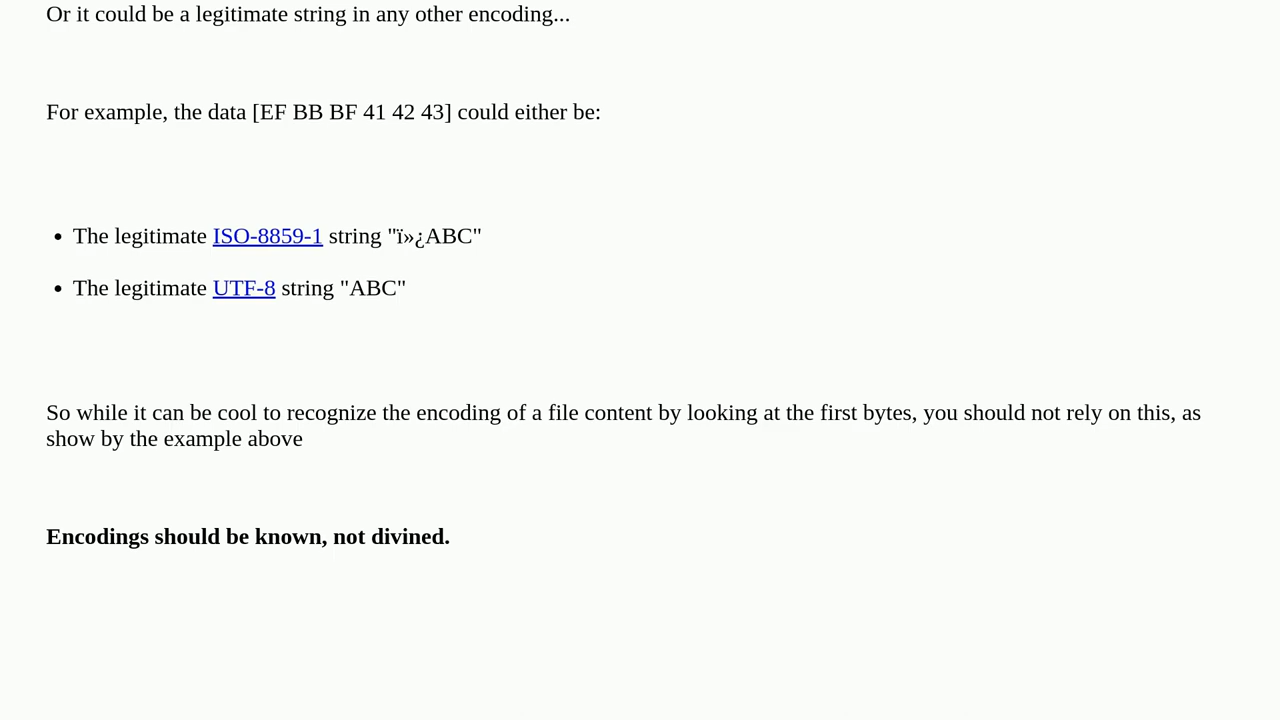 Or it could be a legitimate string in any other encoding...
For example, the data [EF BB BF 41 42 43] could either be:
• The legitimate ISO-8859-1 string "ï»¿ABC"
• The legitimate UTF-8 string "ABC"
So while it can be cool to recognize the encoding of a file content by looking at the first bytes, you should not rely on this, as
show by the example above
Encodings should be known, not divined.